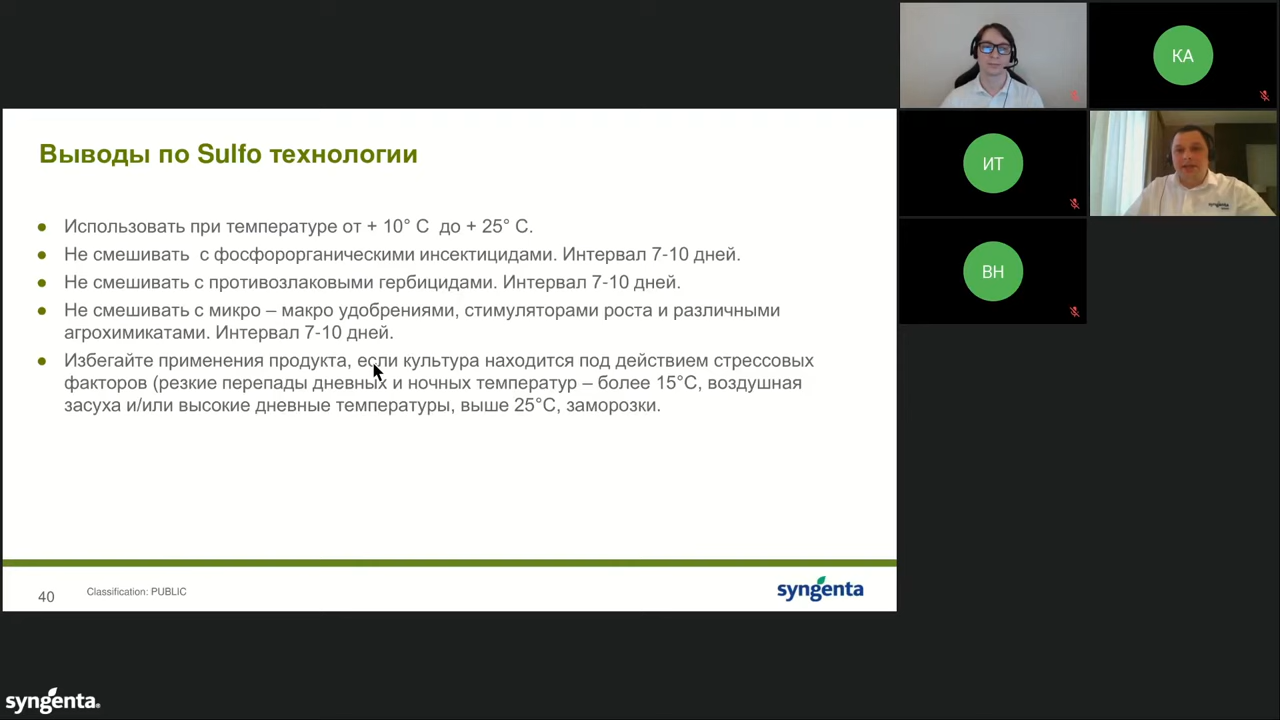 Выводы по Sulfo технологии
Использовать при температуре от + 10° С до + 25° С.
Не смешивать с фосфорорганическими инсектицидами. Интервал 7-10 дней.
Не смешивать с противозлаковыми гербицидами. Интервал 7-10 дней.
Не смешивать с микро – макро удобрениями, стимуляторами роста и различными
агрохимикатами. Интервал 7-10 дней.
Избегайте применения продукта, если культура находится под действием стрессовых
факторов (резкие перепады дневных и ночных температур – более 15°С, воздушная
засуха и/или высокие дневные температуры, выше 25°С, заморозки.
40
Classification: PUBLIC
syngenta
КА
ИТ
syngenta
ВН
syngenta.